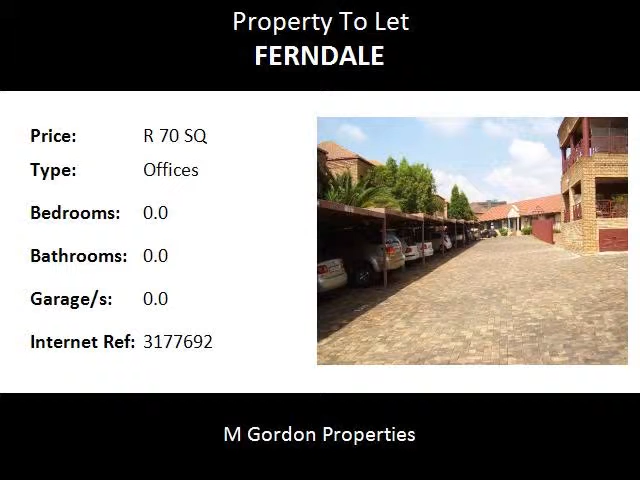 Property To Let
FERNDALE
Price: R 70 SQ
Type: Offices
Bedrooms: 0.0
Bathrooms: 0.0
Garage/s: 0.0
Internet Ref: 3177692
M Gordon Properties